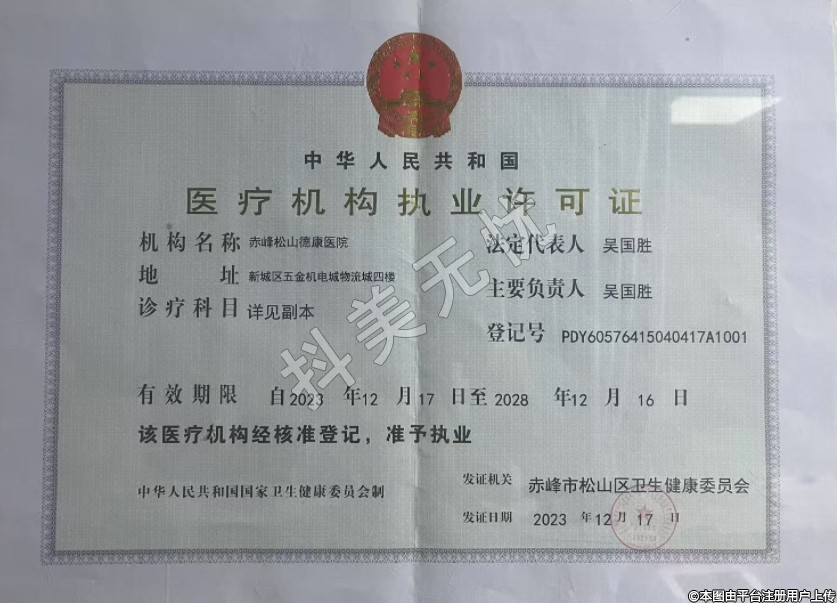 中华人民共和国
医疗机构执业许可证
机构名称 赤峰松山德康医院
法定代表人 吴国胜
地址 新城区五金机电城物流城四楼
主要负责人 吴国胜
诊疗科目 详见副本
登记号 PDY60576415040417A1001
抖美无忧
有效期限 自2023年12月17日至2028年12月16日
该医疗机构经核准登记，准予执业
中华人民共和国国家卫生健康委员会制
发证机关 赤峰市松山区卫生健康委员会
发证日期 2023年12月17日
©本图由平台注册用户上传